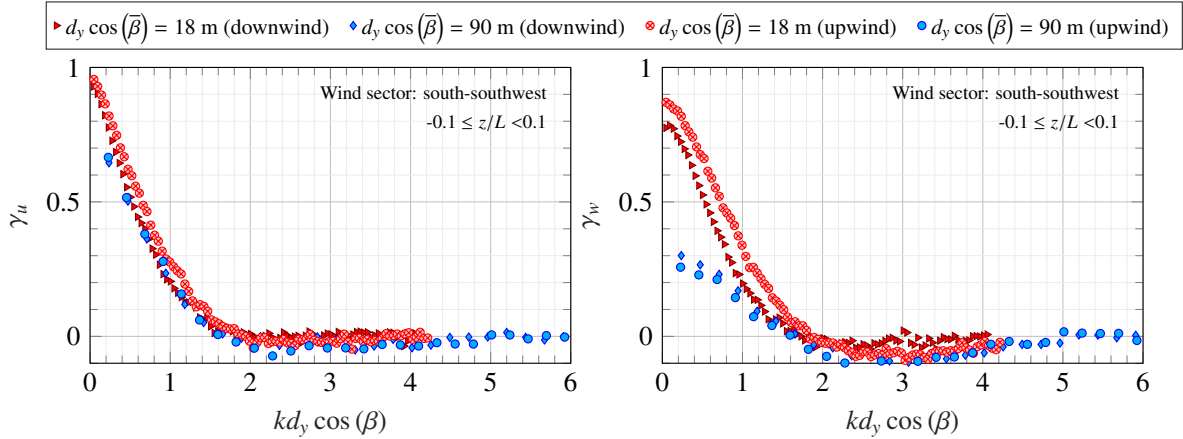 d_y cos (β̅) = 18 m (downwind) d_y cos (β̅) = 90 m (downwind) d_y cos (β̅) = 18 m (upwind) d_y cos (β̅) = 90 m (upwind)
Wind sector: south-southwest
-0.1 ≤ z/L <0.1
1
0.5
0
γ_u
0 1 2 3 4 5 6
kd_y cos (β)
Wind sector: south-southwest
-0.1 ≤ z/L <0.1
1
0.5
0
γ_w
0 1 2 3 4 5 6
kd_y cos (β)